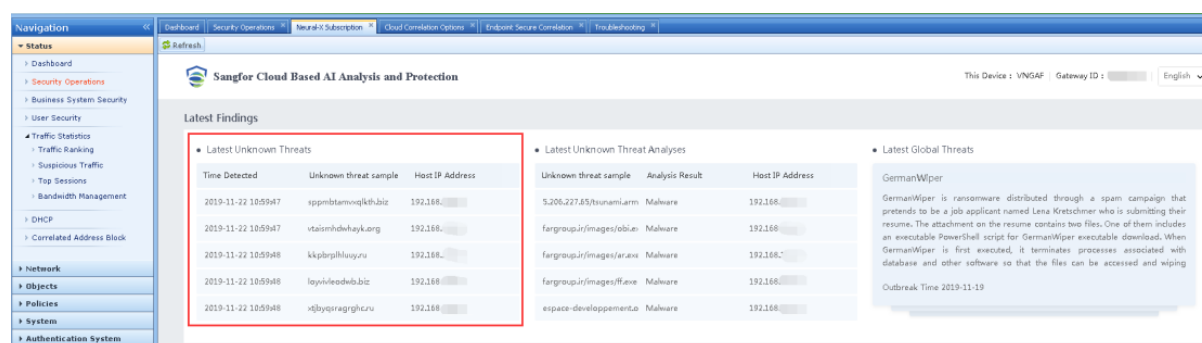 Navigation «
Dashboard
Security Operations ×
Neural-X Subscription ×
Cloud Correlation Options ×
Endpoint Secure Correlation ×
Troubleshooting ×
Status
Refresh
Dashboard
Security Operations
Business System Security
User Security
Traffic Statistics
Traffic Ranking
Suspicious Traffic
Top Sessions
Bandwidth Management
DHCP
Correlated Address Block
Network
Objects
Policies
System
Authentication System
Sangfor Cloud Based AI Analysis and Protection
This Device : VNGAF
Gateway ID :
English
Latest Findings
Latest Unknown Threats
Time Detected Unknown threat sample Host IP Address
2019-11-22 10:59:47 sppmbtamvxqlkth.biz 192.168.
2019-11-22 10:59:47 vtaismhdwhayk.org 192.168.
2019-11-22 10:59:48 kkpbrplhluuy.ru 192.168.
2019-11-22 10:59:48 loyvivleodwb.biz 192.168.
2019-11-22 10:59:48 xtjbyqsragrghc.ru 192.168
Latest Unknown Threat Analyses
Unknown threat sample Analysis Result Host IP Address
5.206.227.65/tsunami.arm Malware 192.168.
fargroup.ir/images/obi.ex Malware 192.168
fargroup.ir/images/ar.exe Malware 192.168.
fargroup.ir/images/ff.exe Malware 192.168.
espace-developpement.o Malware 192.168.
Latest Global Threats
GermanWiper
GermanWiper is ransomware distributed through a spam campaign that
pretends to be a job applicant named Lena Kretschmer who is submitting their
resume. The attachment on the resume contains two files. One of them includes
an executable PowerShell script for GermanWiper executable download. When
GermanWiper is first executed, it terminates processes associated with
database and other software so that the files can be accessed and wiping
Outbreak Time 2019-11-19